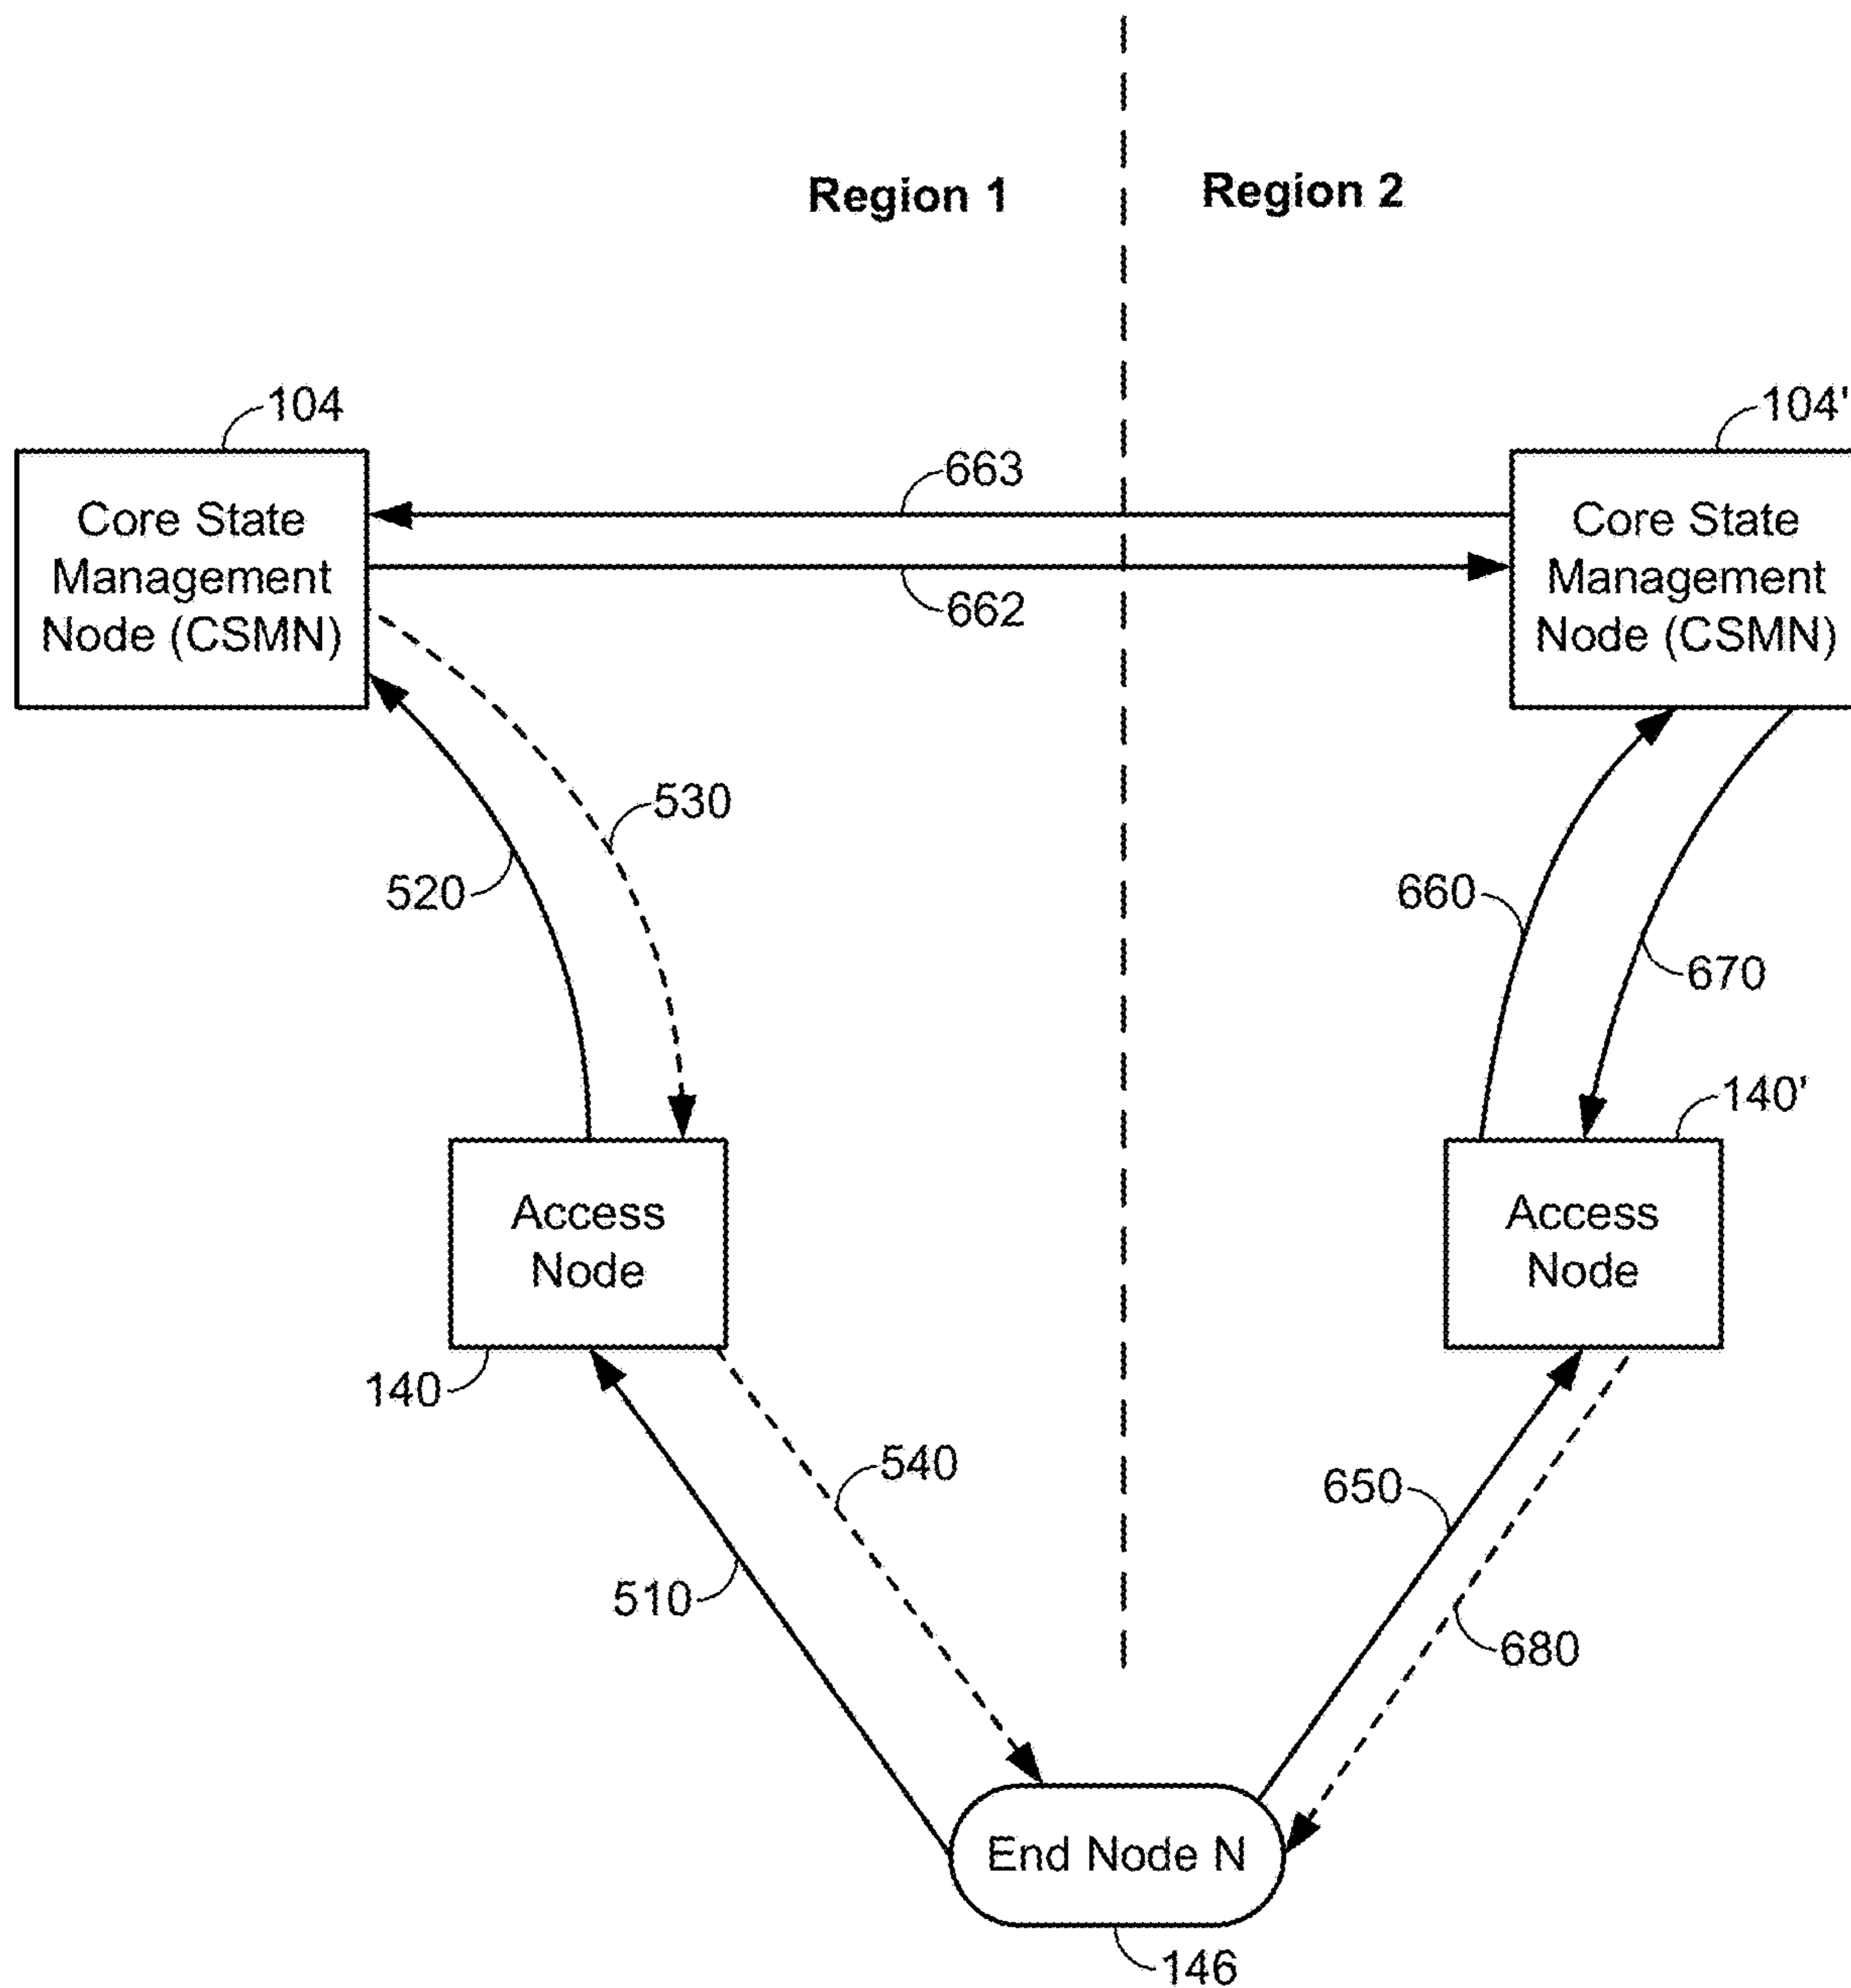 Region 1
Region 2
104
104'
Core State
Management
Node (CSMN)
663
662
Core State
Management
Node (CSMN)
530
520
660
670
140'
Access
Node
Access
Node
140
540
650
510
680
End Node N
146